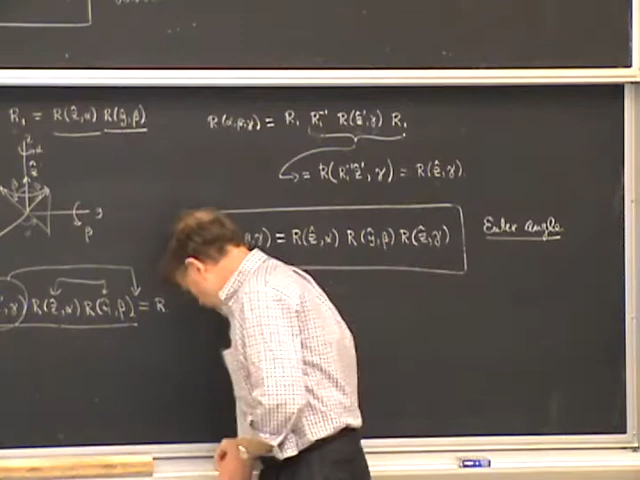 R₁ = R(ẑ,α) R(ŷ,β)
R(α,β,γ) = R₁ R₁⁻¹ R(ẑ',γ) R₁
= R(R₁⁻¹ẑ', γ) = R(ẑ,γ).
z
y
β
,γ) = R(ẑ,α) R(ŷ,β) R(ẑ,γ)
Euler angle
',γ) R(ẑ,α) R(ŷ,β) = R